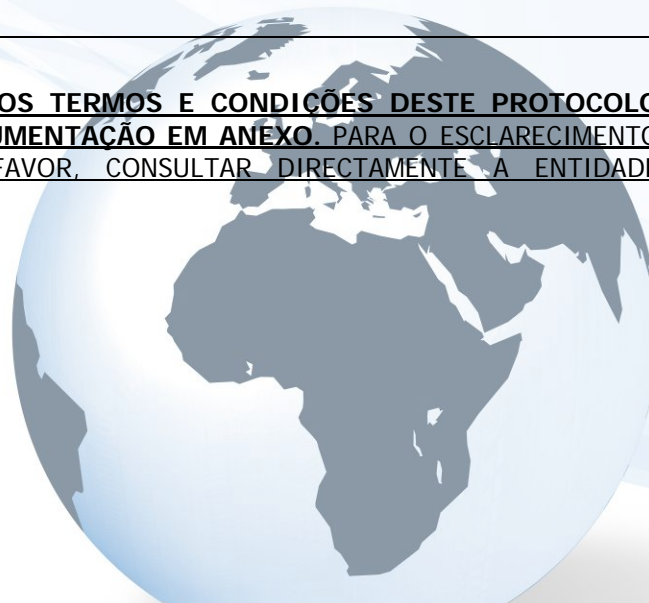 OS TERMOS E CONDIÇÕES DESTE PROTOCOLO
UMENTAÇÃO EM ANEXO. PARA O ESCLARECIMENTO
FAVOR, CONSULTAR DIRECTAMENTE A ENTIDADE